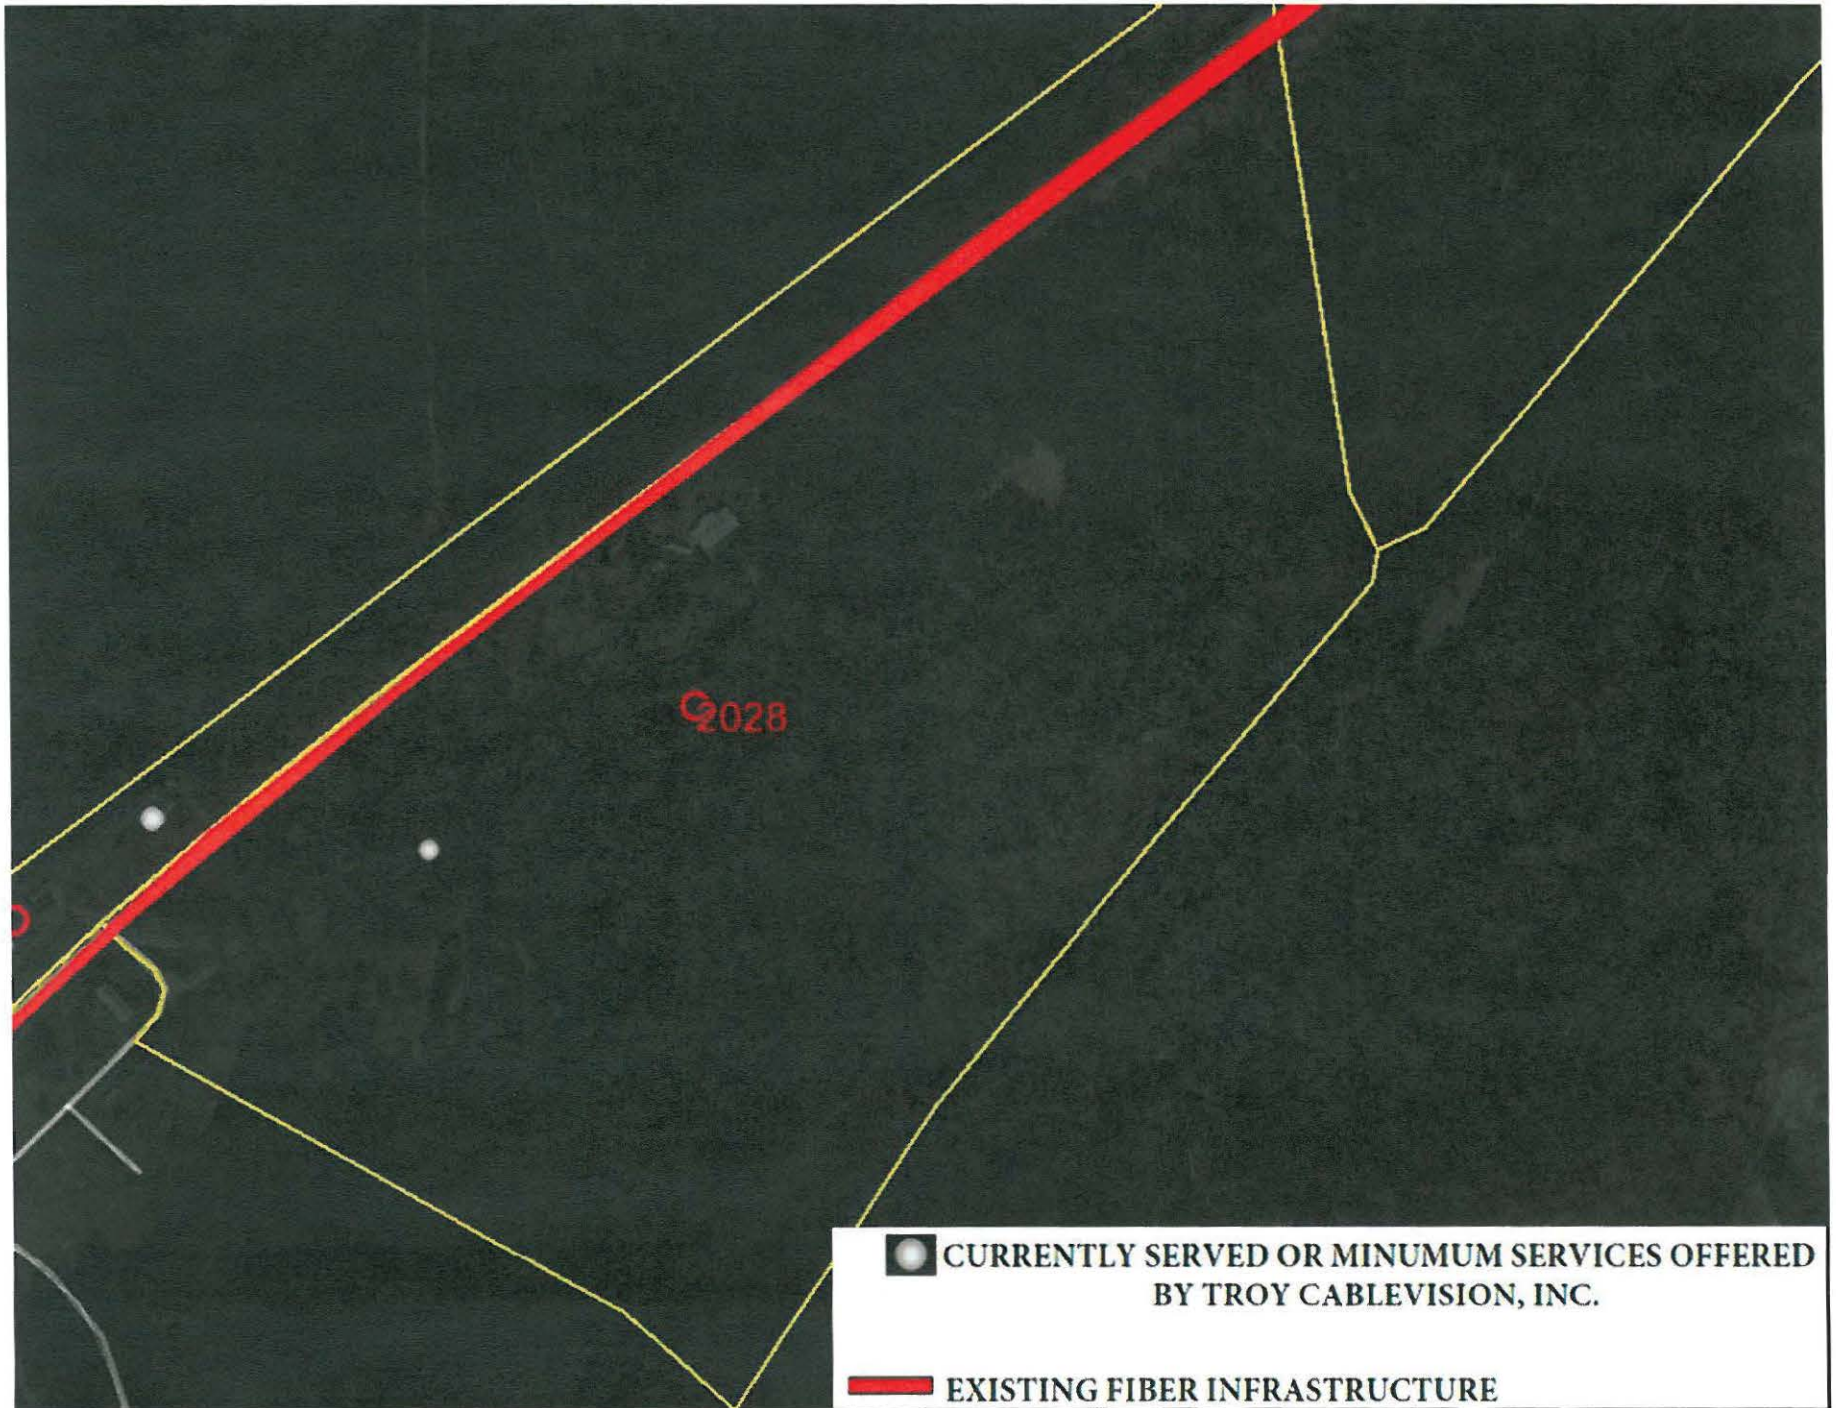 2028
CURRENTLY SERVED OR MINUMUM SERVICES OFFERED
BY TROY CABLEVISION, INC.
EXISTING FIBER INFRASTRUCTURE